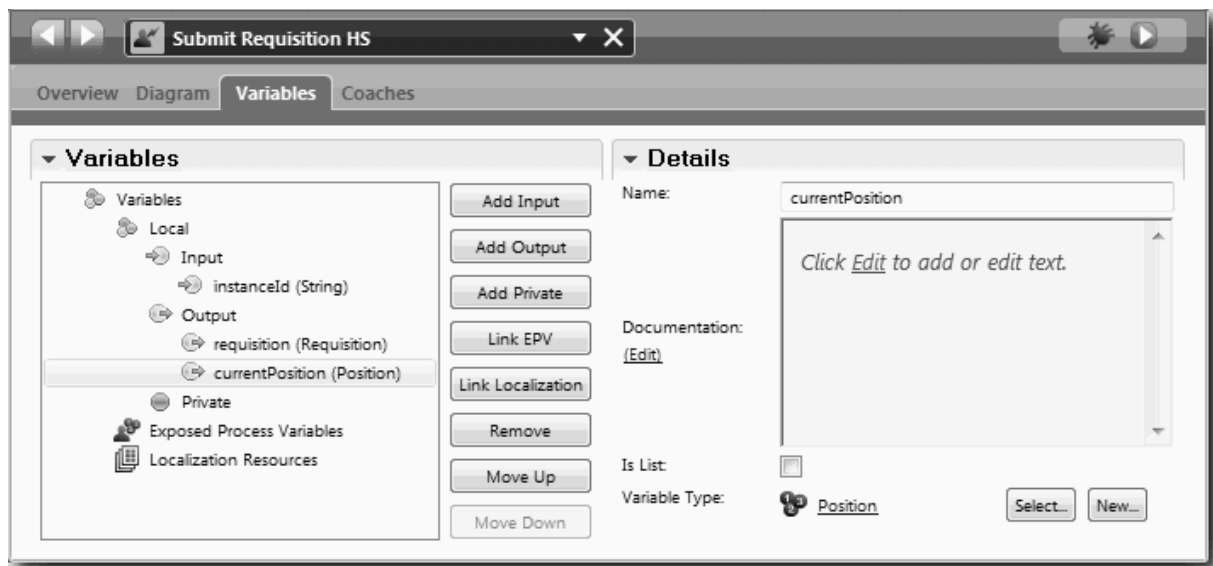 Submit Requisition HS
Overview Diagram Variables Coaches
Variables
Variables
Local
Input
instanceId (String)
Output
requisition (Requisition)
currentPosition (Position)
Private
Exposed Process Variables
Localization Resources
Add Input
Add Output
Add Private
Link EPV
Link Localization
Remove
Move Up
Move Down
Details
Name: currentPosition
Click Edit to add or edit text.
Documentation:
(Edit)
Is List:
Variable Type: Position Select... New...